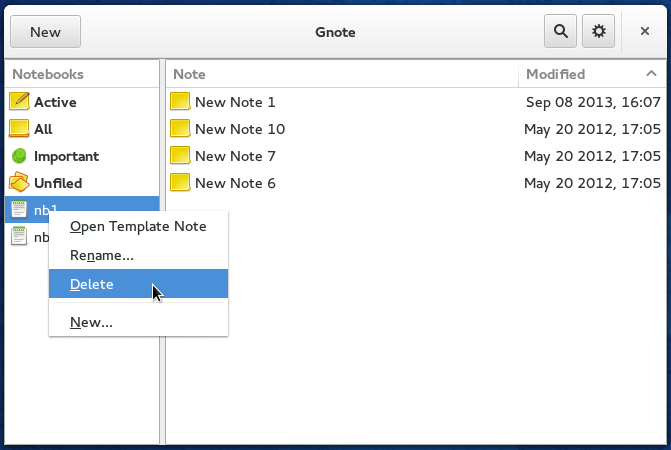 New
Gnote
Notebooks
Note
Modified
Active
New Note 1
Sep 08 2013, 16:07
All
New Note 10
May 20 2012, 17:05
Important
New Note 7
May 20 2012, 17:05
Unfiled
New Note 6
May 20 2012, 17:05
nb1
nb
Open Template Note
Rename...
Delete
New...